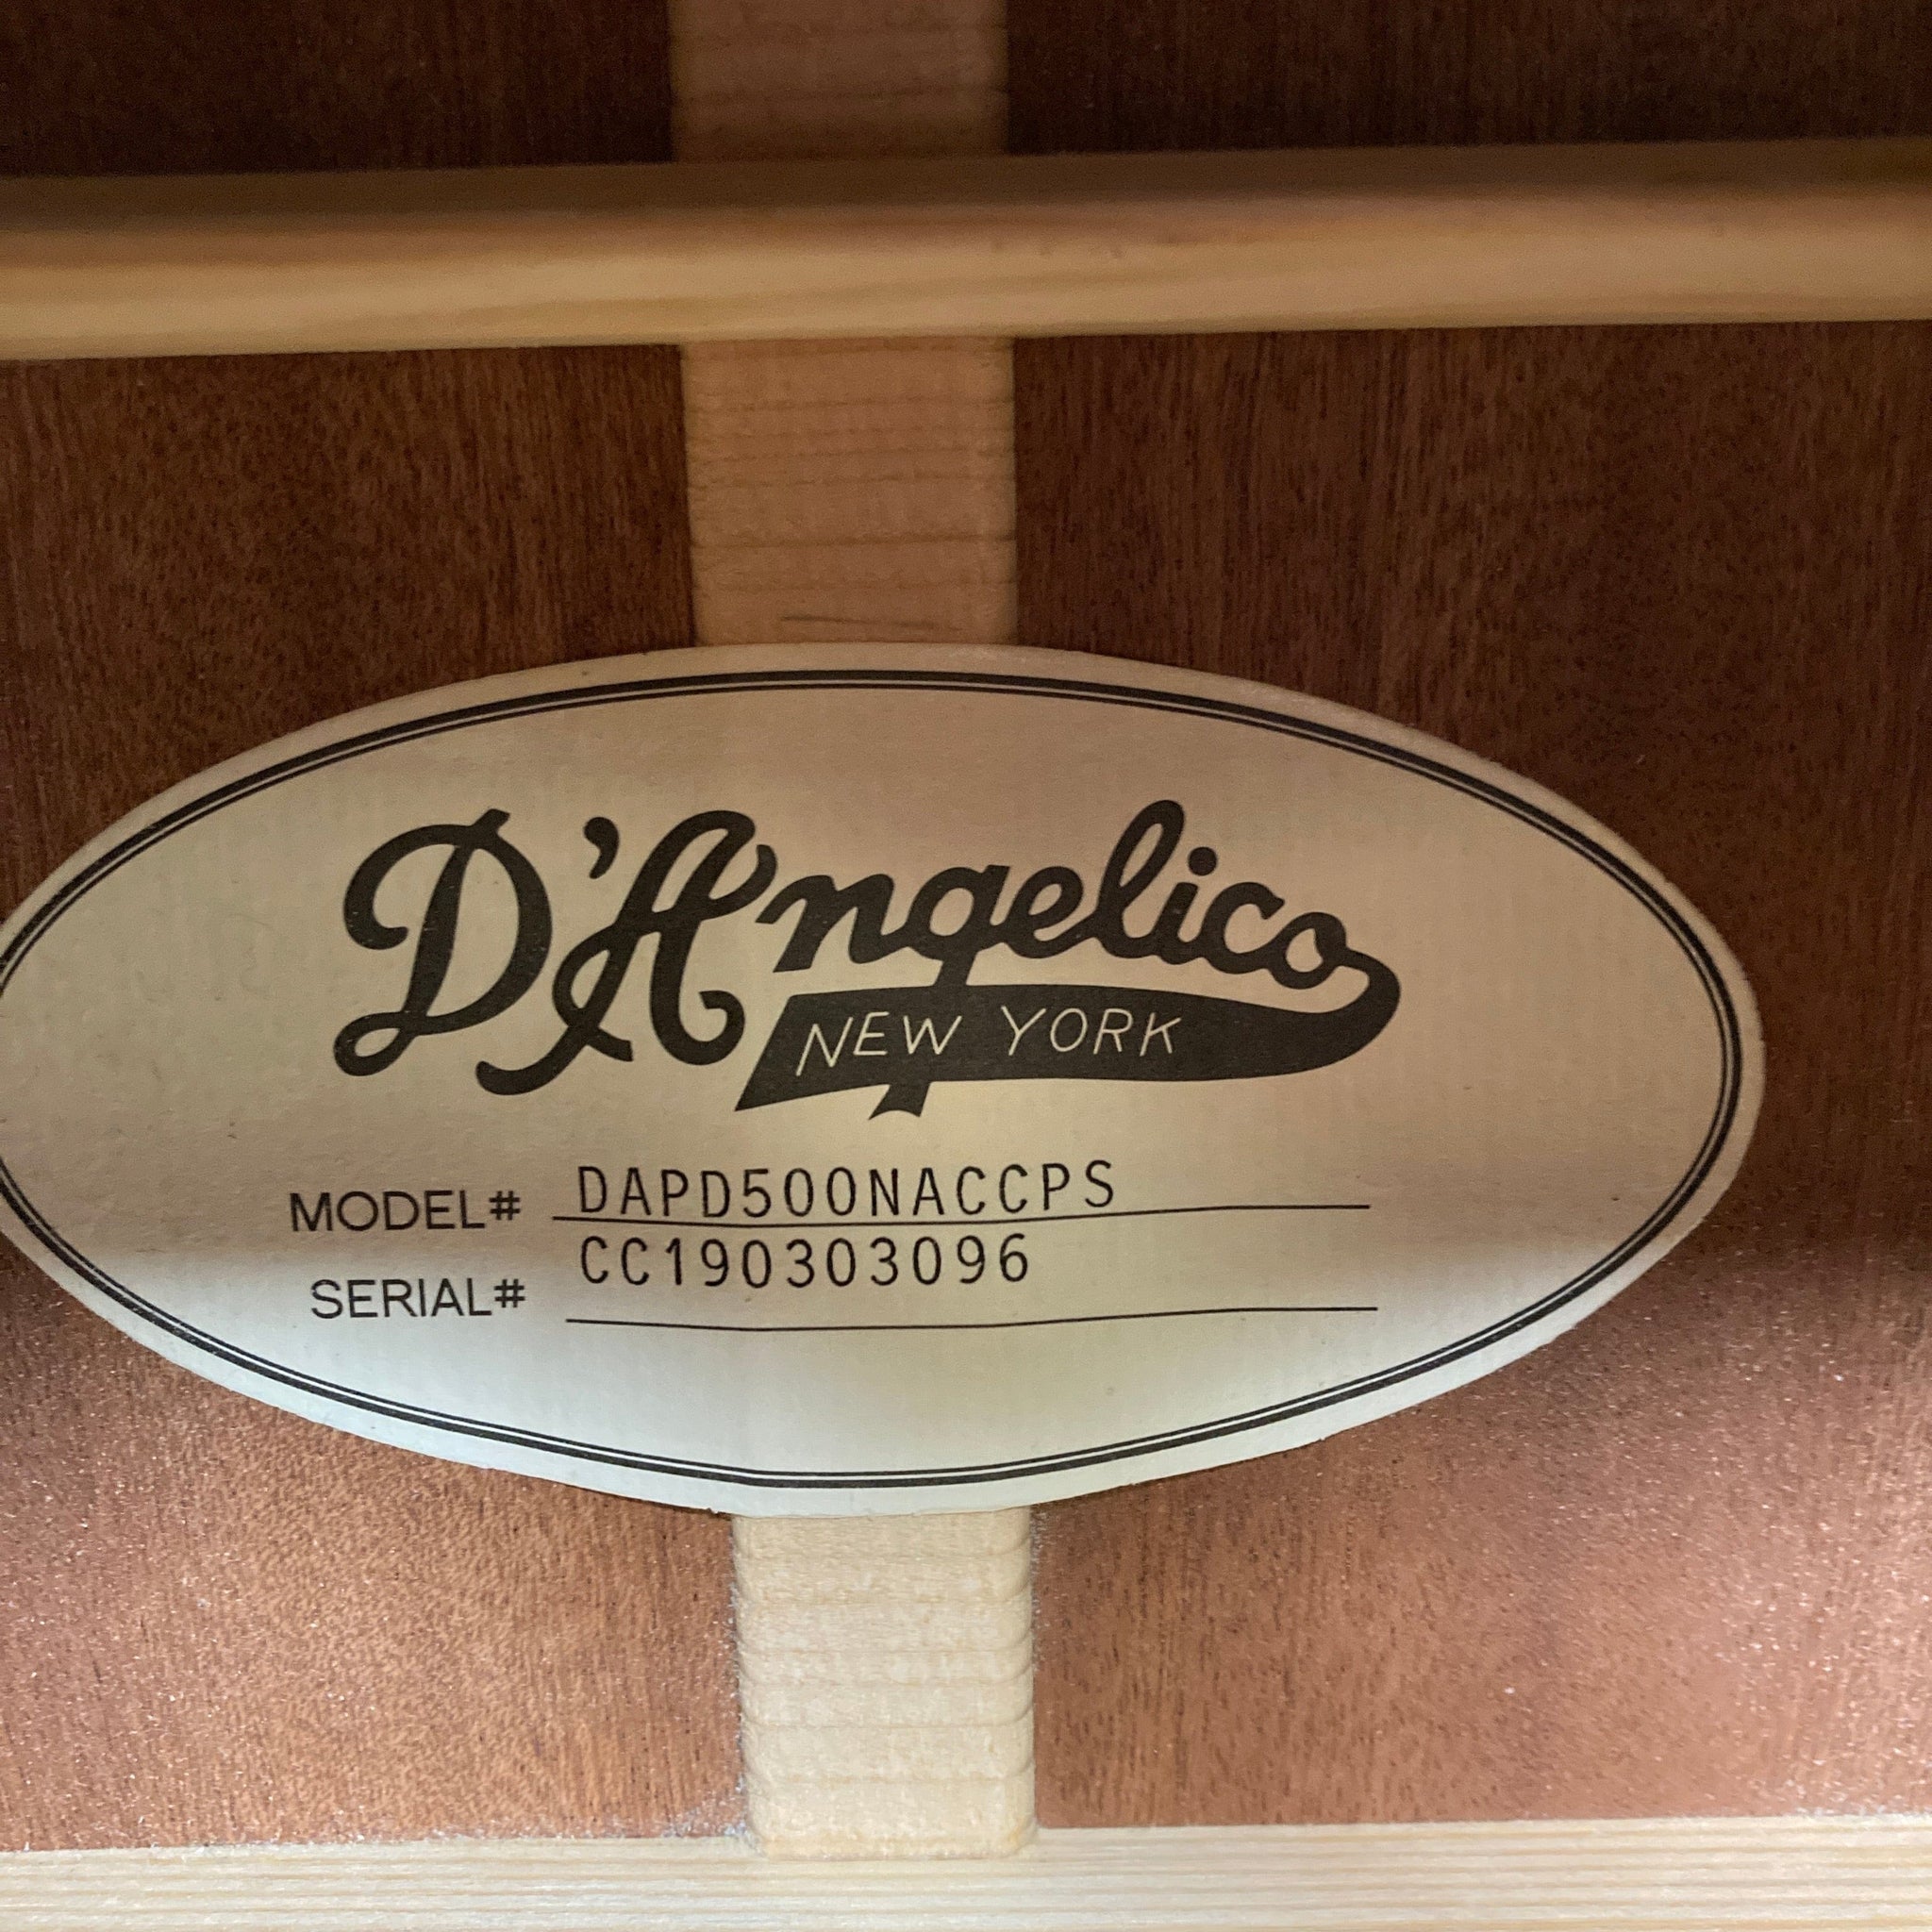 D'Angelico
NEW YORK
MODEL# DAPD500NACCPS
SERIAL# CC190303096